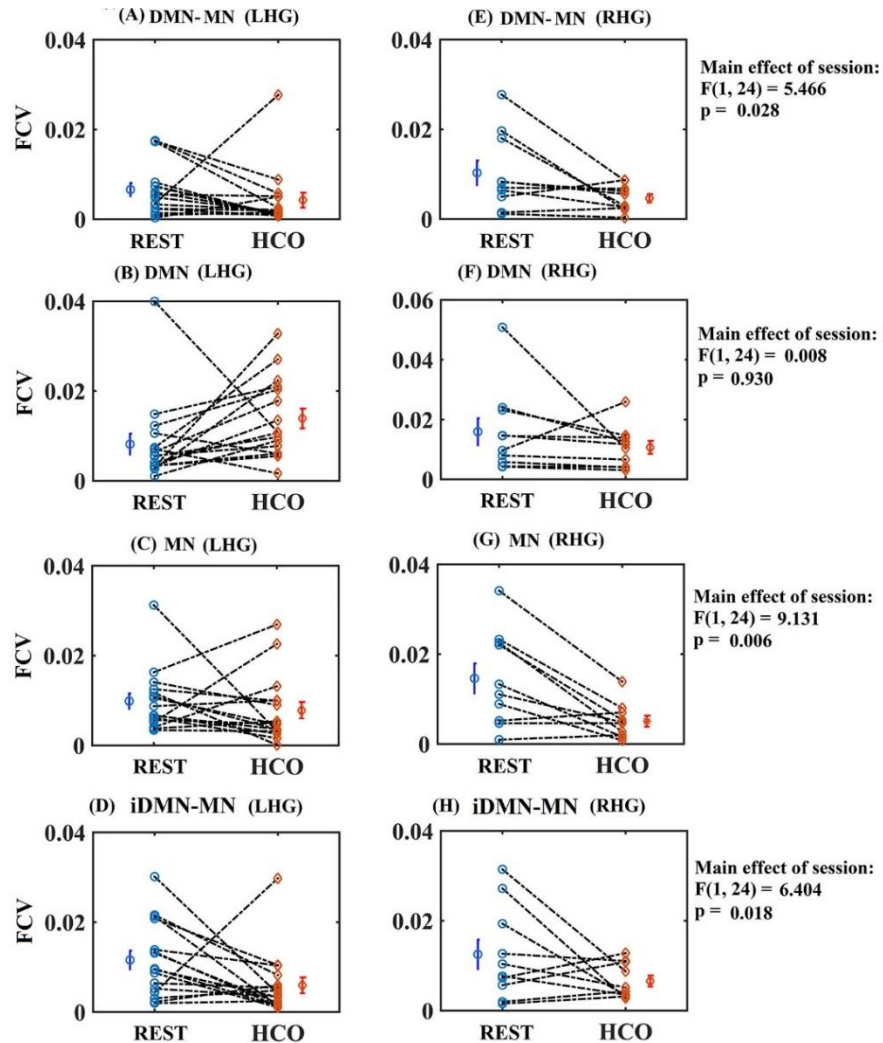 (A) DMN-MN (LHG)
0.04
FCV
0.02
0
REST HCO
(E) DMN-MN (RHG)
0.04
0.02
0
REST HCO
Main effect of session:
F(1, 24) = 5.466
p = 0.028
(B) DMN (LHG)
0.04
FCV
0.02
0
REST HCO
(F) DMN (RHG)
0.06
0.04
0.02
0
REST HCO
Main effect of session:
F(1, 24) = 0.008
p = 0.930
(C) MN (LHG)
0.04
FCV
0.02
0
REST HCO
(G) MN (RHG)
0.04
0.02
0
REST HCO
Main effect of session:
F(1, 24) = 9.131
p = 0.006
(D) iDMN-MN (LHG)
0.04
FCV
0.02
0
REST HCO
(H) iDMN-MN (RHG)
0.04
0.02
0
REST HCO
Main effect of session:
F(1, 24) = 6.404
p = 0.018